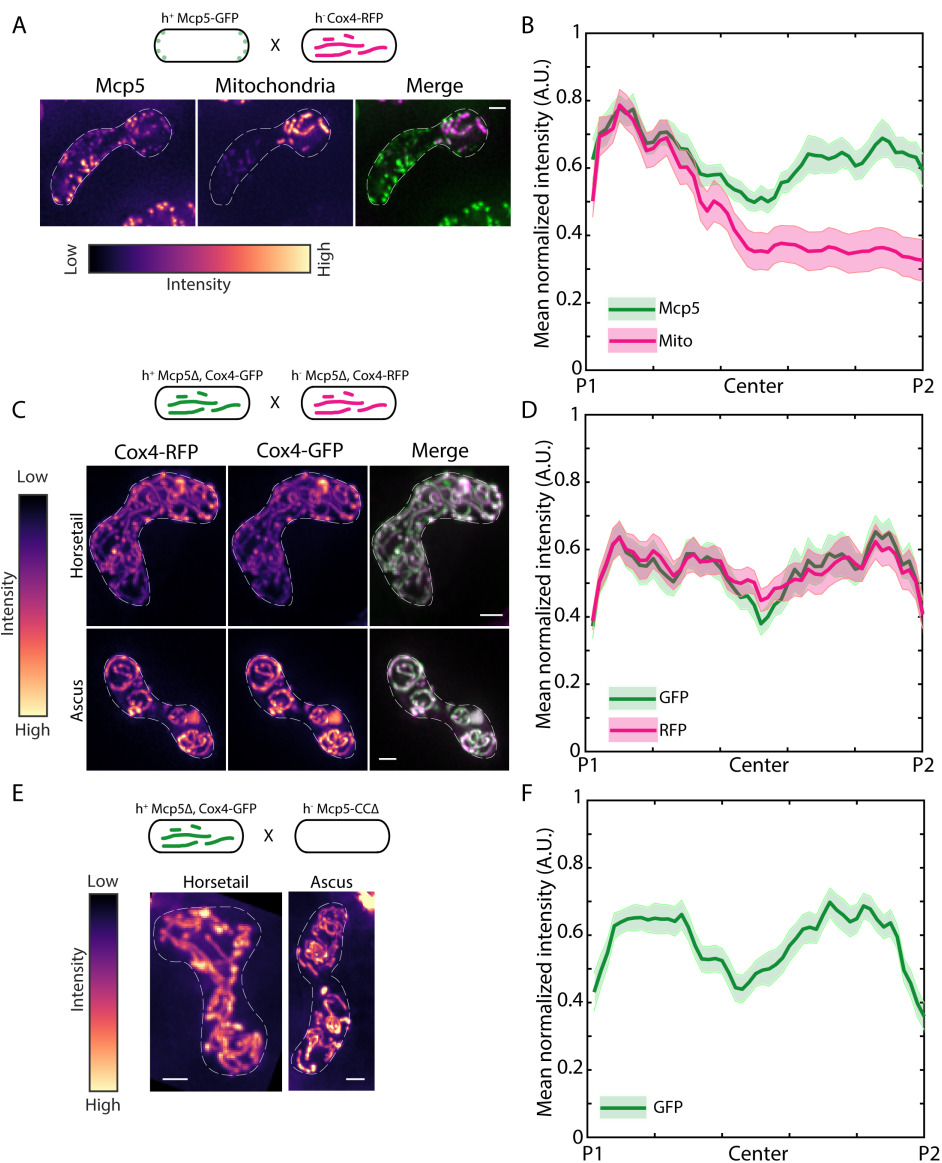 A
h⁺ Mcp5-GFP
X
h⁻ Cox4-RFP
Mcp5
Mitochondria
Merge
Low
High
Intensity
B
Mean normalized intensity (A.U.)
1
0.8
0.6
0.4
0.2
0
Mcp5
Mito
P1
Center
P2
C
h⁺ Mcp5Δ, Cox4-GFP
X
h⁻ Mcp5Δ, Cox4-RFP
Cox4-RFP
Cox4-GFP
Merge
Low
Intensity
High
Horsetail
Ascus
D
Mean normalized intensity (A.U.)
1
0.8
0.6
0.4
0.2
0
GFP
RFP
P1
Center
P2
E
h⁺ Mcp5Δ, Cox4-GFP
X
h⁻ Mcp5-CCΔ
Low
Intensity
High
Horsetail
Ascus
F
Mean normalized intensity (A.U.)
1
0.8
0.6
0.4
0.2
0
GFP
P1
Center
P2